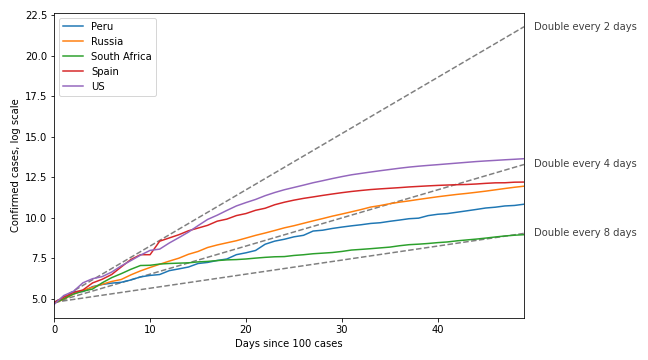 22.5
20.0
17.5
15.0
12.5
10.0
7.5
5.0
Confirmed cases, log scale
Peru
Russia
South Africa
Spain
US
Double every 2 days
Double every 4 days
Double every 8 days
0
10
20
30
40
Days since 100 cases